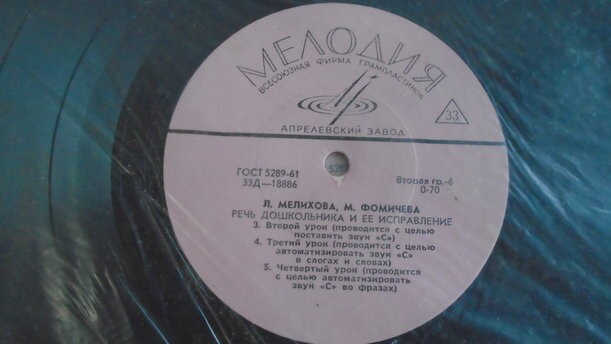 МЕЛОДИЯ
ВСЕСОЮЗНАЯ ФИРМА ГРАМПЛАСТИНОК
33
АПРЕЛЕВСКИЙ ЗАВОД
ГОСТ 5289-61
33Д—18886
Вторая гр.-6
0-70
Л. МЕЛИХОВА, М. ФОМИЧЕВА
РЕЧЬ ДОШКОЛЬНИКА И ЕЕ ИСПРАВЛЕНИЕ
3. Второй урок (проводится с целью
поставить звук "С")
4. Третий урок (проводится с целью
автоматизировать звук "С"
в слогах и словах)
5. Четвертый урок (проводится
с целью автоматизировать
звук "С" во фразах)